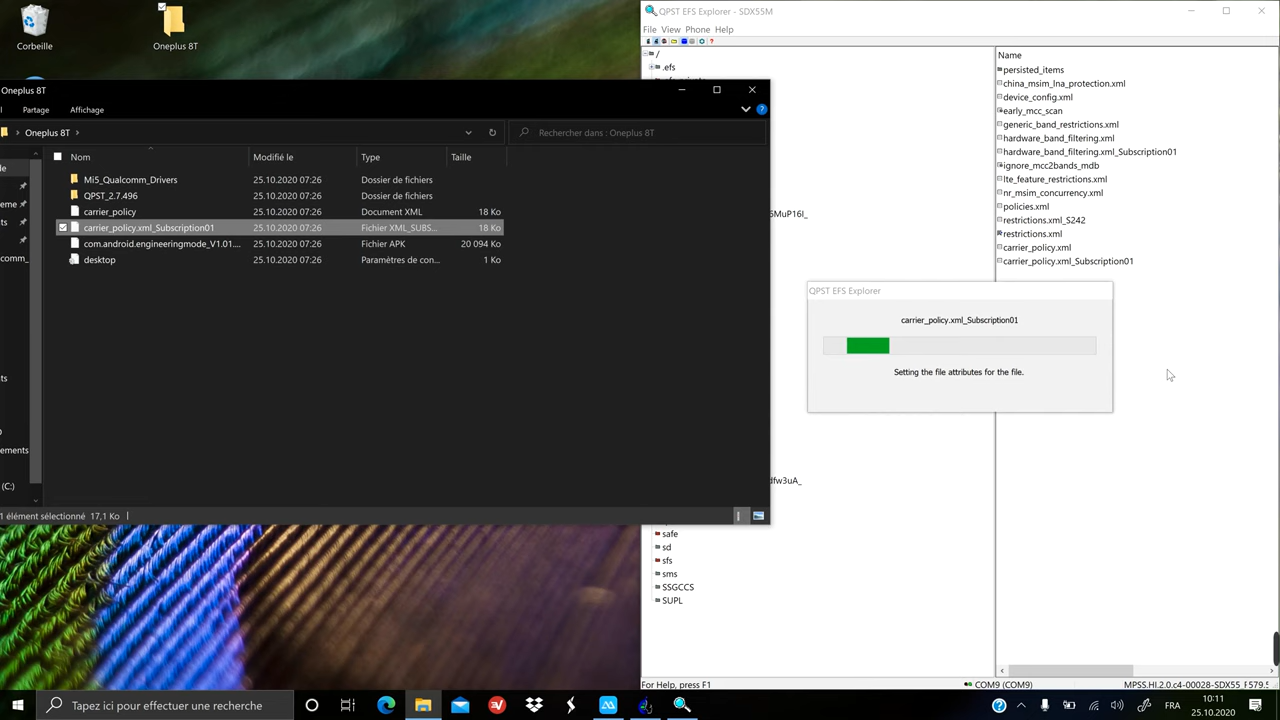 Corbeille
Oneplus 8T
QPST EFS Explorer - SDX55M
File View Phone Help
/
.efs
Name
persisted_items
china_msim_lna_protection.xml
device_config.xml
early_mcc_scan
generic_band_restrictions.xml
hardware_band_filtering.xml
hardware_band_filtering.xml_Subscription01
ignore_mcc2bands_mdb
lte_feature_restrictions.xml
nr_msim_concurrency.xml
policies.xml
restrictions.xml_S242
restrictions.xml
carrier_policy.xml
carrier_policy.xml_Subscription01
Oneplus 8T
Partage Affichage
Oneplus 8T
Rechercher dans : Oneplus 8T
Nom Modifié le Type Taille
Mi5_Qualcomm_Drivers 25.10.2020 07:26 Dossier de fichiers
QPST_2.7.496 25.10.2020 07:26 Dossier de fichiers
carrier_policy 25.10.2020 07:26 Document XML 18 Ko
carrier_policy.xml_Subscription01 25.10.2020 07:26 Fichier XML_SUBS... 18 Ko
com.android.engineeringmode_V1.01.... 25.10.2020 07:26 Fichier APK 20 094 Ko
desktop 25.10.2020 07:26 Paramètres de con... 1 Ko
(C:)
1 élément sélectionné 17,1 Ko
QPST EFS Explorer
carrier_policy.xml_Subscription01
Setting the file attributes for the file.
safe
sd
sfs
sms
SSGCCS
SUPL
For Help, press F1
COM9 (COM9)
Tapez ici pour effectuer une recherche
FRA
10:11
25.10.2020